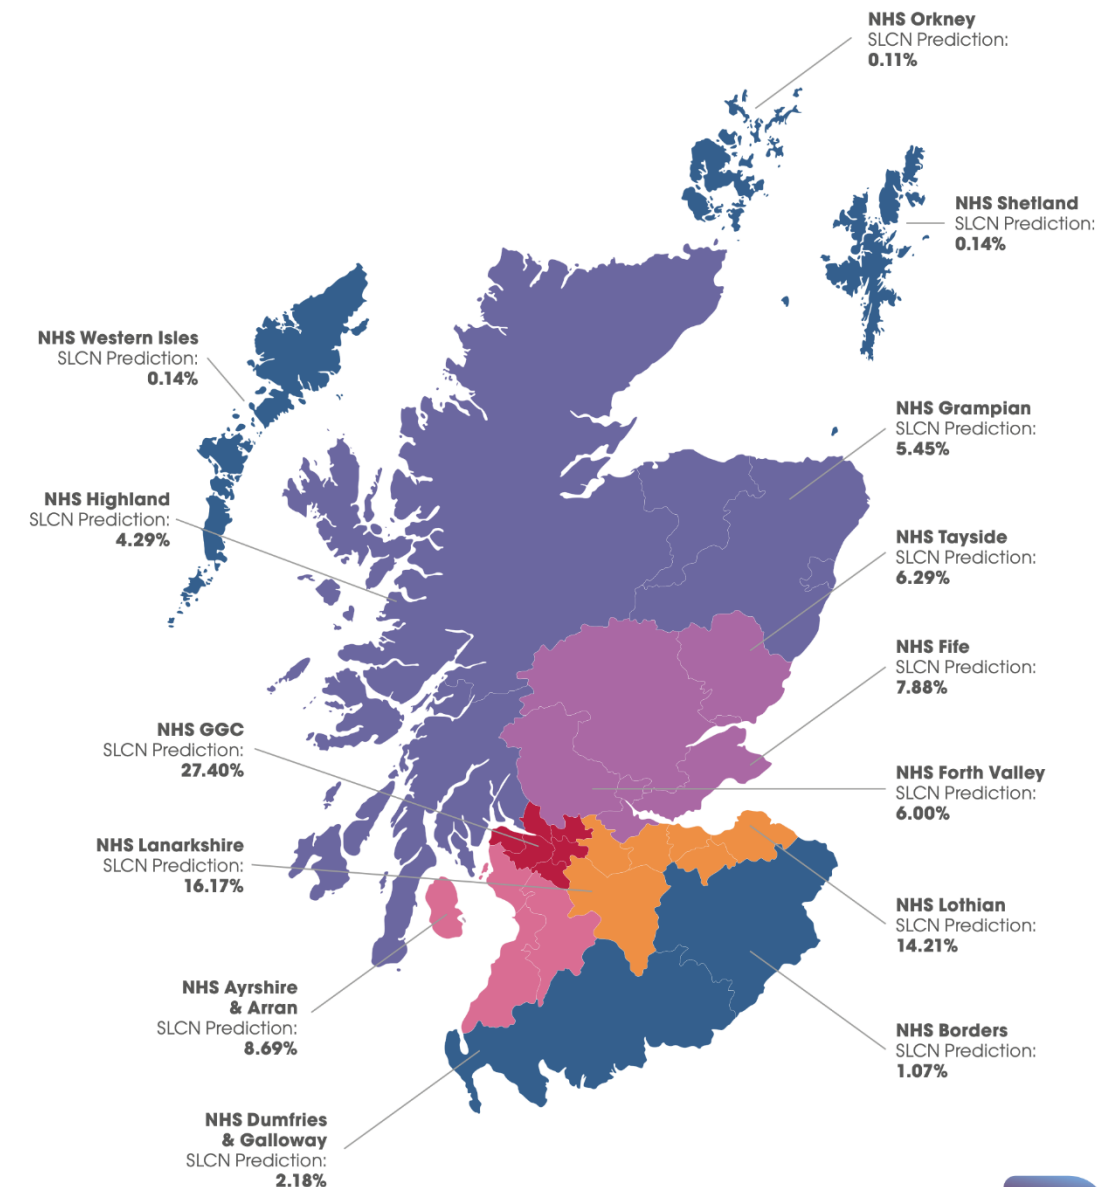 NHS Orkney
SLCN Prediction:
0.11%
NHS Shetland
SLCN Prediction:
0.14%
NHS Western Isles
SLCN Prediction:
0.14%
NHS Grampian
SLCN Prediction:
5.45%
NHS Highland
SLCN Prediction:
4.29%
NHS Tayside
SLCN Prediction:
6.29%
NHS Fife
SLCN Prediction:
7.88%
NHS GGC
SLCN Prediction:
27.40%
NHS Forth Valley
SLCN Prediction:
6.00%
NHS Lanarkshire
SLCN Prediction:
16.17%
NHS Lothian
SLCN Prediction:
14.21%
NHS Ayrshire
& Arran
SLCN Prediction:
8.69%
NHS Borders
SLCN Prediction:
1.07%
NHS Dumfries
& Galloway
SLCN Prediction:
2.18%